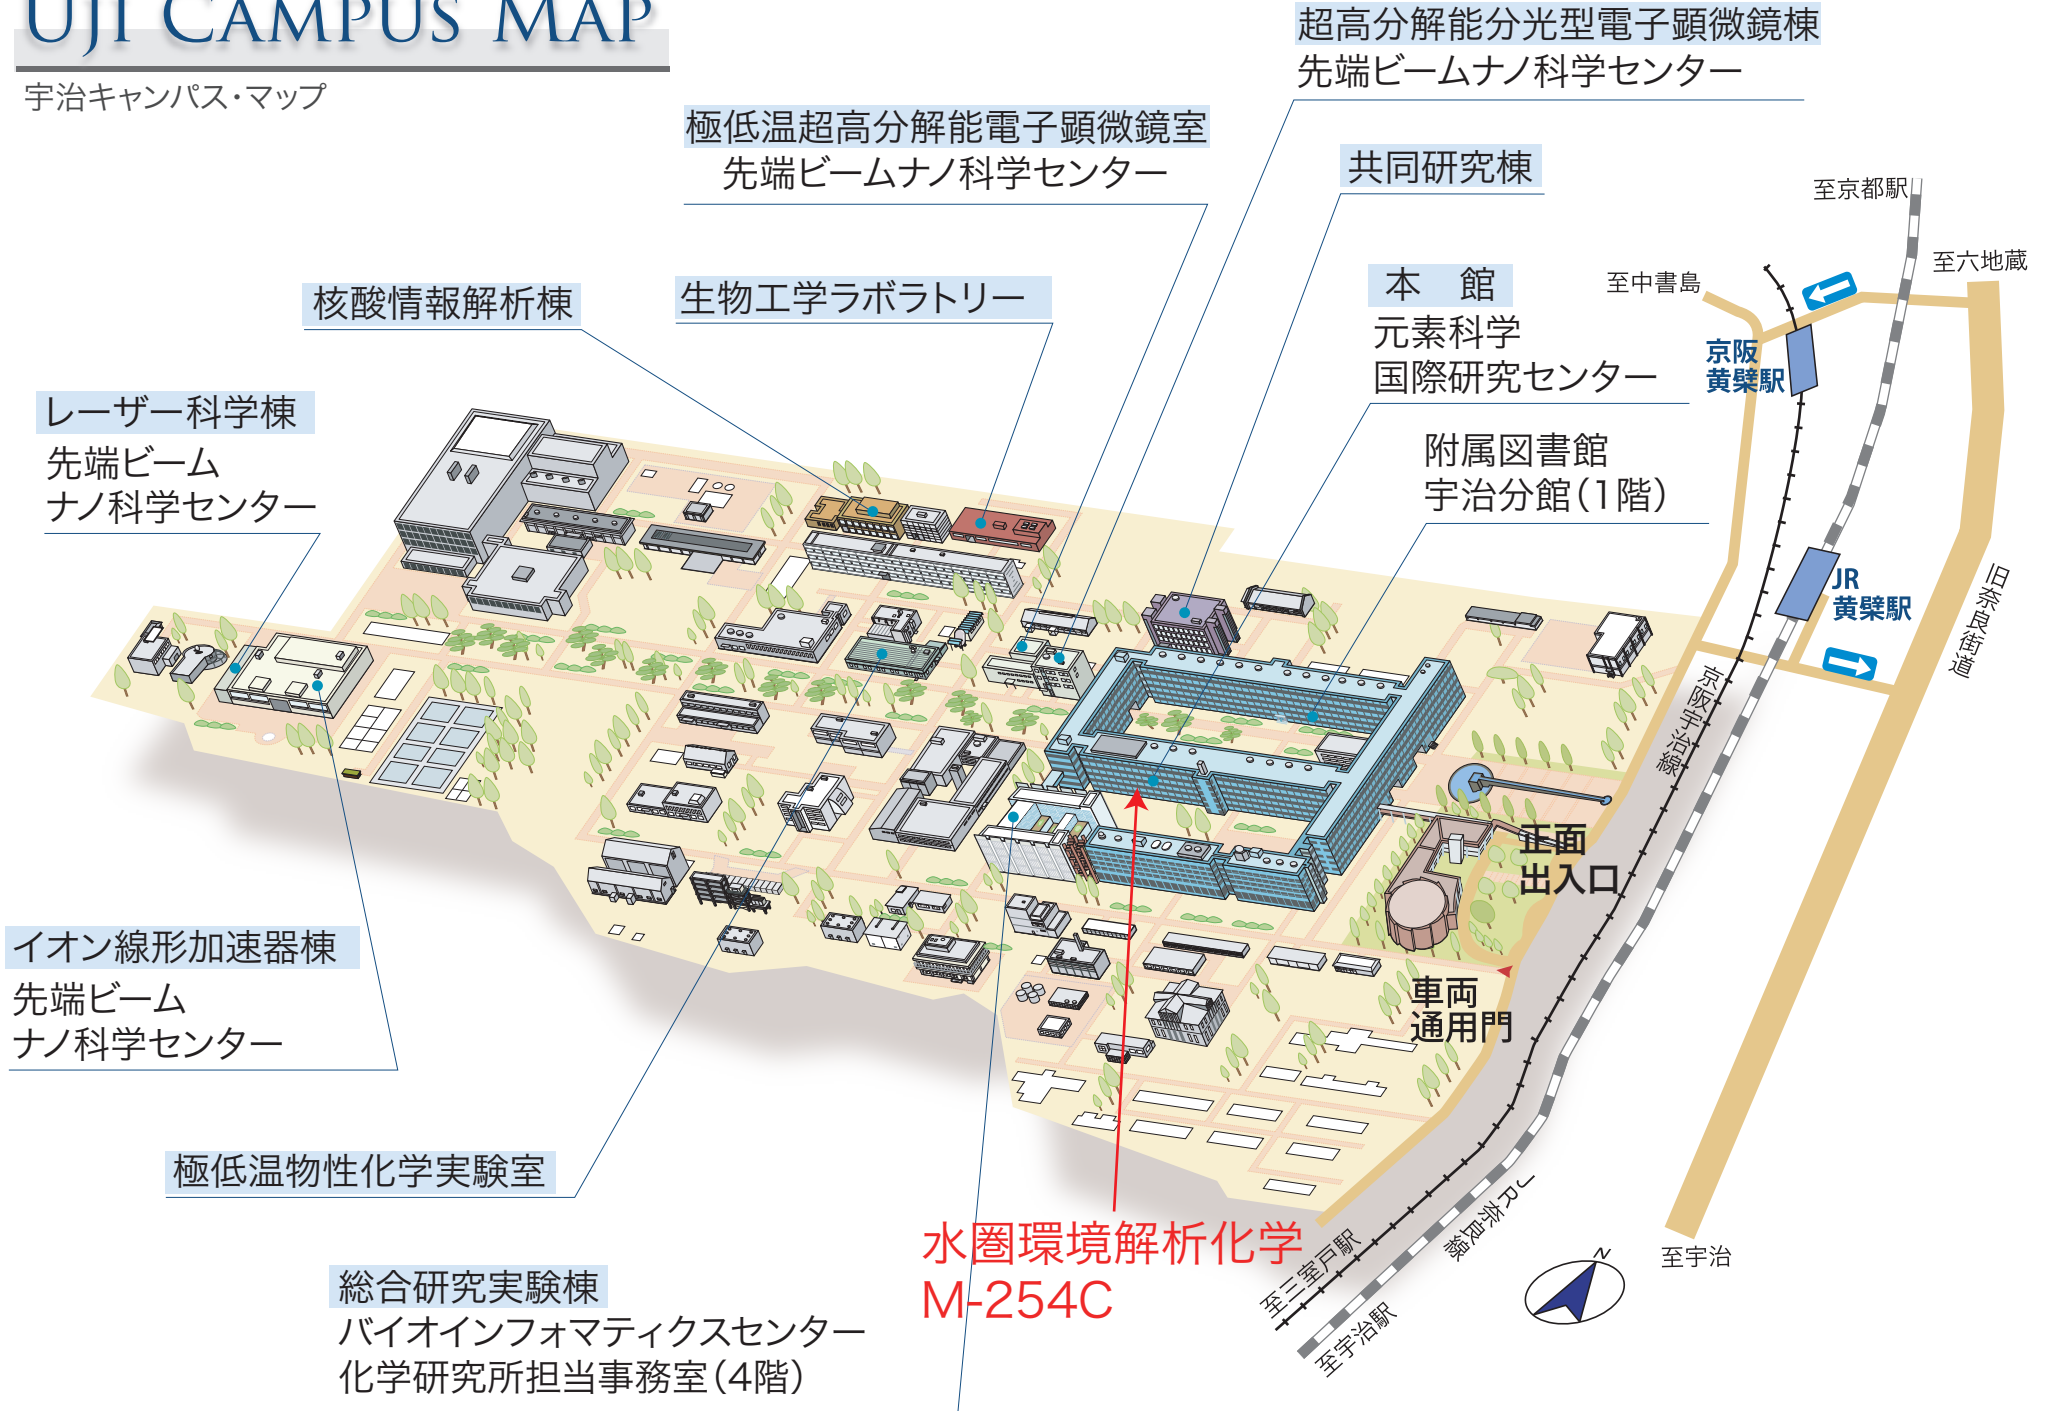 UJI CAMPUS MAP
宇治キャンパス・マップ
超高分解能分光型電子顕微鏡棟
先端ビームナノ科学センター
極低温超高分解能電子顕微鏡室
先端ビームナノ科学センター
共同研究棟
至京都駅
至六地蔵
至中書島
核酸情報解析棟
生物工学ラボラトリー
本　館
元素科学
国際研究センター
京阪
黄檗駅
レーザー科学棟
先端ビーム
ナノ科学センター
附属図書館
宇治分館（1階）
JR
黄檗駅
旧奈良街道
京阪宇治線
正面
出入口
イオン線形加速器棟
先端ビーム
ナノ科学センター
車両
通用門
極低温物性化学実験室
水圏環境解析化学
M-254C
JR奈良線
至三室戸駅
至宇治駅
N
至宇治
総合研究実験棟
バイオインフォマティクスセンター
化学研究所担当事務室（4階）